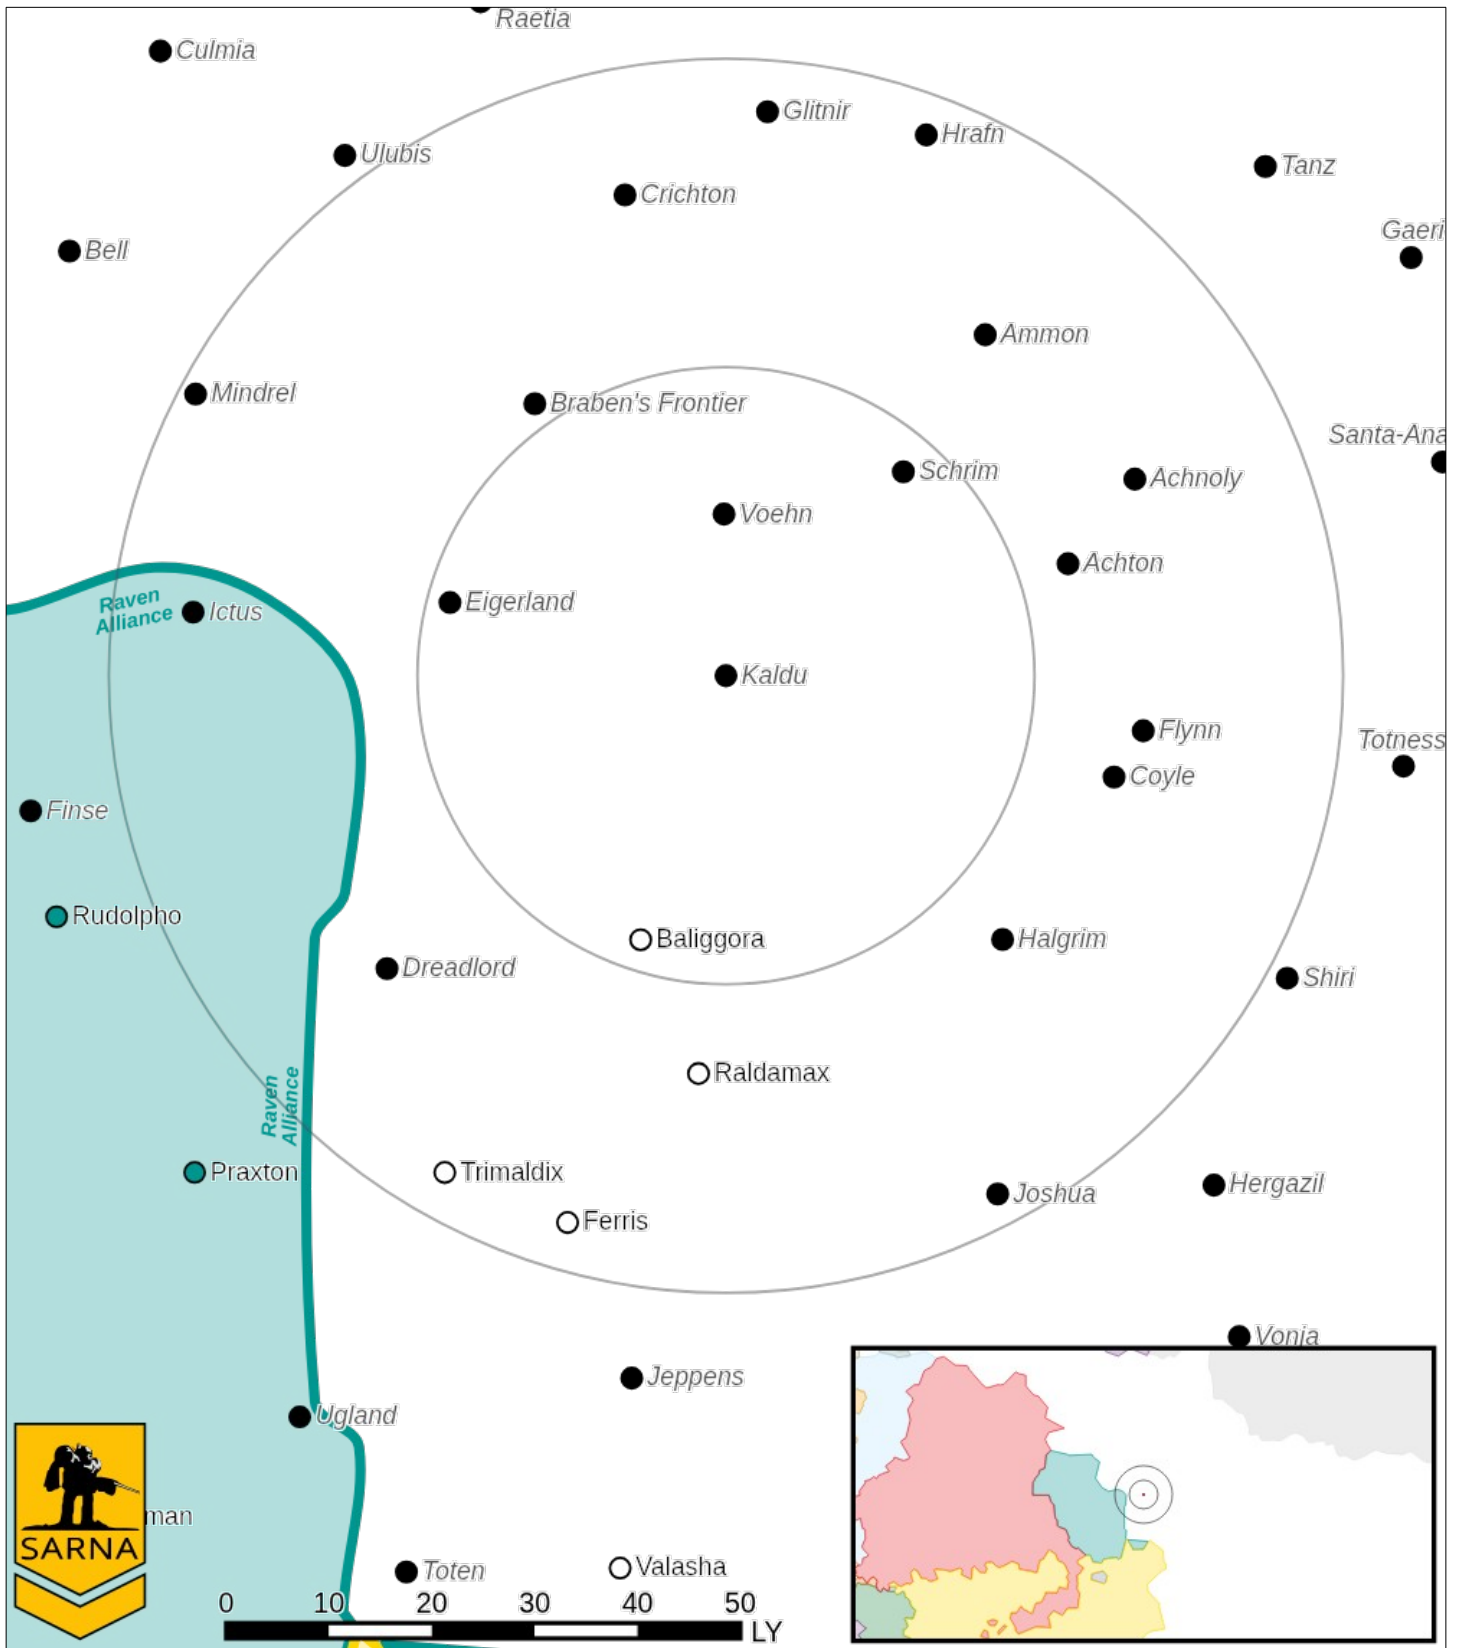 Raetia
Culmia
Glitnir
Hrafn
Ulubis
Tanz
Crichton
Gaeri
Bell
Ammon
Mindrel
Braben's Frontier
Santa-Ana
Schrim
Achnoly
Voehn
Achton
Raven
Alliance
Ictus
Eigerland
Kaldu
Flynn
Totness
Coyle
Finse
Rudolpho
Baliggora
Halgrim
Dreadlord
Shiri
Raldamax
Raven
Alliance
Praxton
Trimaldix
Joshua
Hergazil
Ferris
Vonja
Jeppens
Ugland
man
SARNA
Toten
Valasha
0 10 20 30 40 50
LY